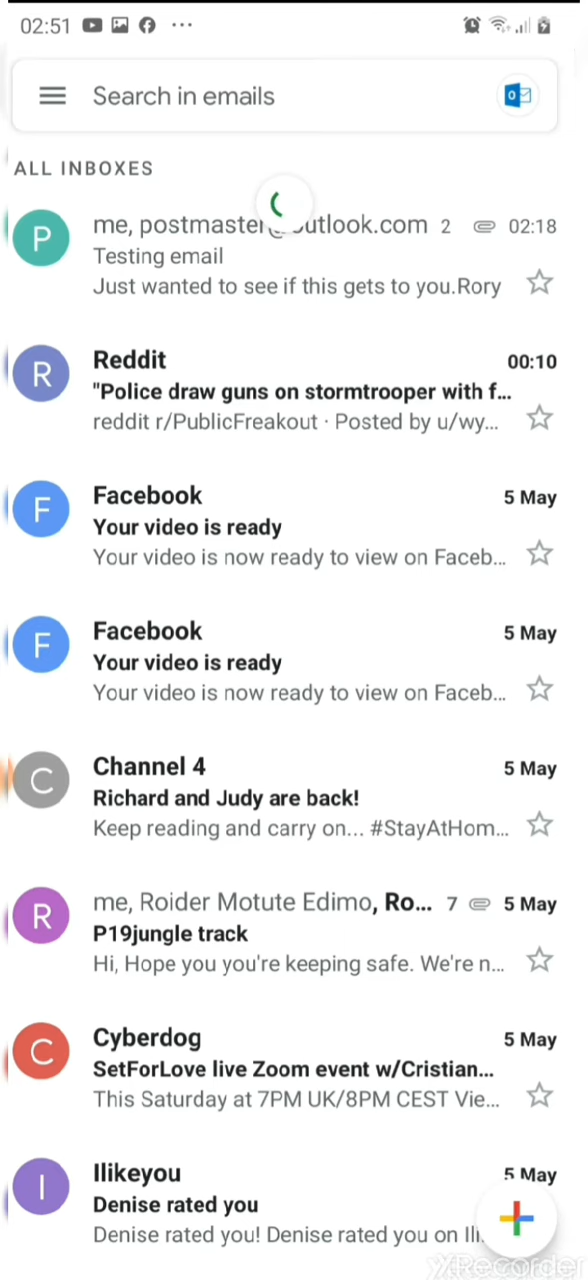 02:51
Search in emails
ALL INBOXES
P
me, postmaster@outlook.com 2 02:18
Testing email
Just wanted to see if this gets to you.Rory
R
Reddit 00:10
"Police draw guns on stormtrooper with f...
reddit r/PublicFreakout · Posted by u/wy...
F
Facebook 5 May
Your video is ready
Your video is now ready to view on Faceb...
F
Facebook 5 May
Your video is ready
Your video is now ready to view on Faceb...
C
Channel 4 5 May
Richard and Judy are back!
Keep reading and carry on... #StayAtHom...
R
me, Roider Motute Edimo, Ro... 7 5 May
P19jungle track
Hi, Hope you you're keeping safe. We're n...
C
Cyberdog 5 May
SetForLove live Zoom event w/Cristian...
This Saturday at 7PM UK/8PM CEST Vie...
I
Ilikeyou 5 May
Denise rated you
Denise rated you! Denise rated you on Ili
XRecorder